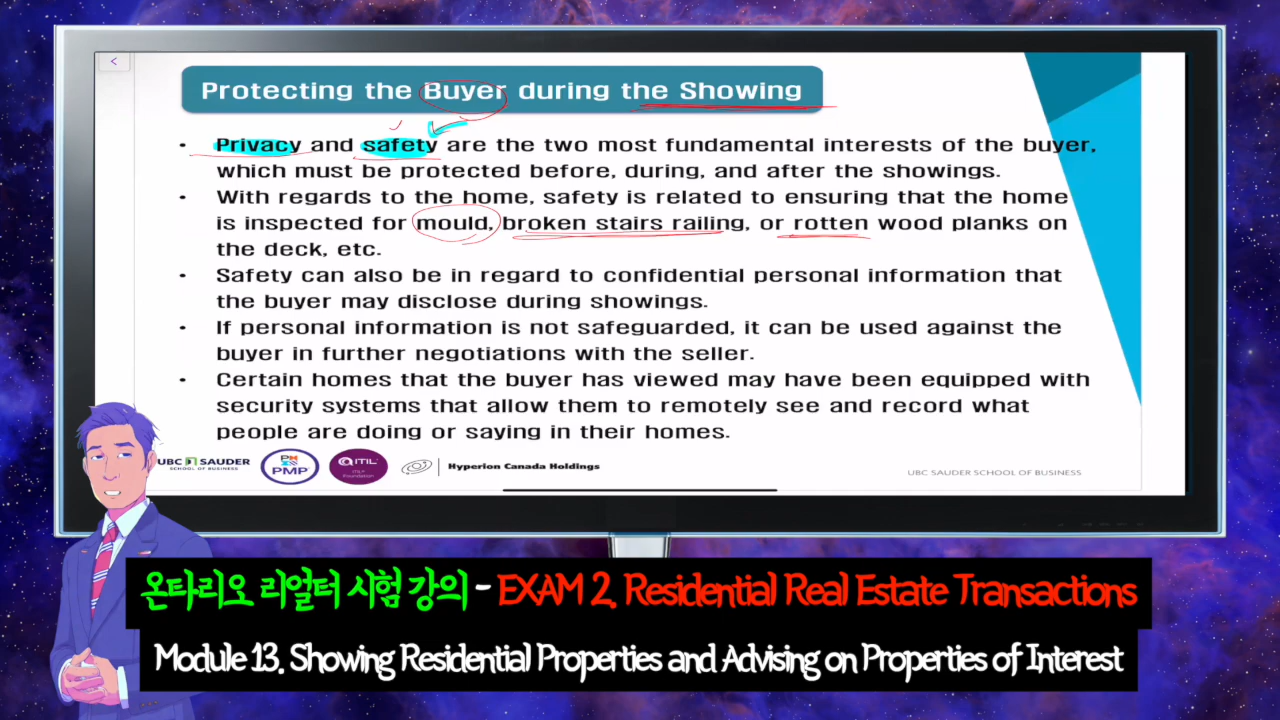 Protecting the Buyer during the Showing
• Privacy and safety are the two most fundamental interests of the buyer,
which must be protected before, during, and after the showings.
• With regards to the home, safety is related to ensuring that the home
is inspected for mould, broken stairs railing, or rotten wood planks on
the deck, etc.
• Safety can also be in regard to confidential personal information that
the buyer may disclose during showings.
• If personal information is not safeguarded, it can be used against the
buyer in further negotiations with the seller.
• Certain homes that the buyer has viewed may have been equipped with
security systems that allow them to remotely see and record what
people are doing or saying in their homes.
UBC SAUDER
SCHOOL OF BUSINESS
PMP
ITIL
Foundation
Hyperion Canada Holdings
UBC SAUDER SCHOOL OF BUSINESS
온타리오 리얼터 시험 강의 - EXAM 2. Residential Real Estate Transactions
Module 13. Showing Residential Properties and Advising on Properties of Interest